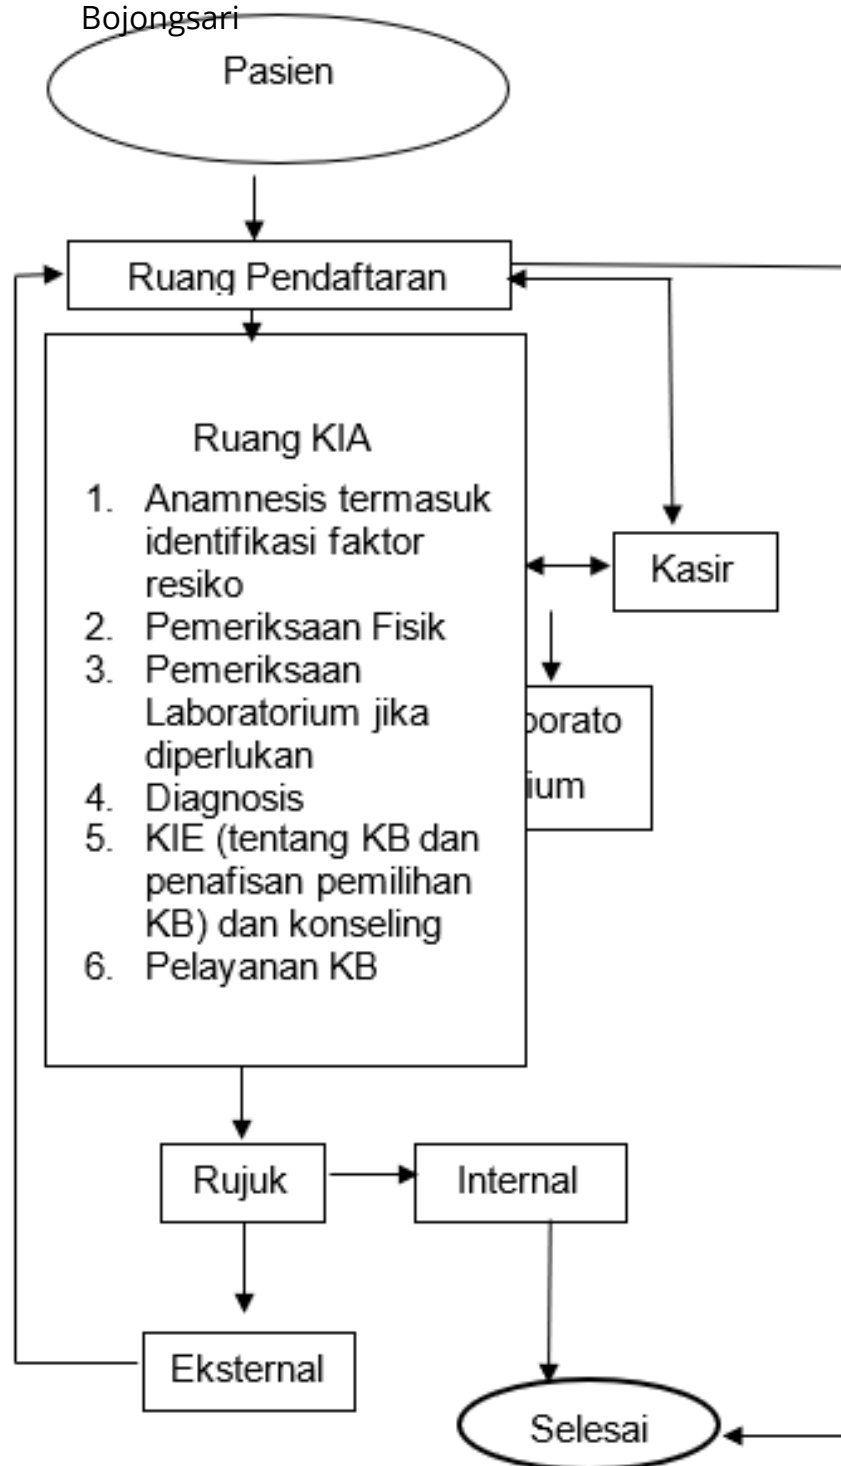 Bojongsari
Pasien
Ruang Pendaftaran
Ruang KIA
1. Anamnesis termasuk
identifikasi faktor
resiko
2. Pemeriksaan Fisik
3. Pemeriksaan
Laboratorium jika
diperlukan
4. Diagnosis
5. KIE (tentang KB dan
penafisan pemilihan
KB) dan konseling
6. Pelayanan KB
Kasir
borato
ium
Rujuk
Internal
Eksternal
Selesai